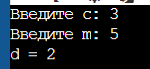 Введите c: 3
Введите m: 5
d = 2